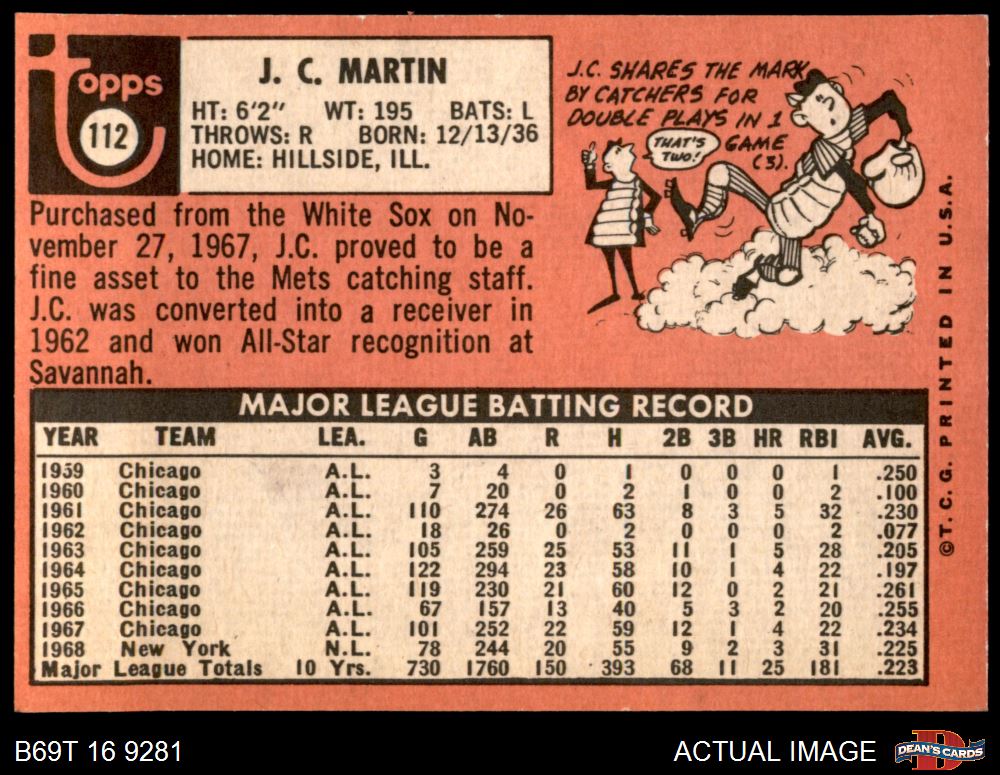 Topps
112
J. C. MARTIN
HT: 6'2" WT: 195 BATS: L
THROWS: R BORN: 12/13/36
HOME: HILLSIDE, ILL.
J.C. SHARES THE MARK
BY CATCHERS FOR
DOUBLE PLAYS IN 1
GAME
(3).
THAT'S
TWO!
Purchased from the White Sox on No-
vember 27, 1967, J.C. proved to be a
fine asset to the Mets catching staff.
J.C. was converted into a receiver in
1962 and won All-Star recognition at
Savannah.
MAJOR LEAGUE BATTING RECORD
YEAR TEAM LEA. G AB R H 2B 3B HR RBI AVG.
1959 Chicago A.L. 3 4 0 1 0 0 0 1 .250
1960 Chicago A.L. 7 20 0 2 1 0 0 2 .100
1961 Chicago A.L. 110 274 26 63 8 3 5 32 .230
1962 Chicago A.L. 18 26 0 2 0 0 0 2 .077
1963 Chicago A.L. 105 259 25 53 11 1 5 28 .205
1964 Chicago A.L. 122 294 23 58 10 1 4 22 .197
1965 Chicago A.L. 119 230 21 60 12 0 2 21 .261
1966 Chicago A.L. 67 157 13 40 5 3 2 20 .255
1967 Chicago A.L. 101 252 22 59 12 1 4 22 .234
1968 New York N.L. 78 244 20 55 9 2 3 31 .225
Major League Totals 10 Yrs. 730 1760 150 393 68 11 25 181 .223
©T. C. G. PRINTED IN U.S.A.
B69T 16 9281
ACTUAL IMAGE
D
DEAN'S CARDS